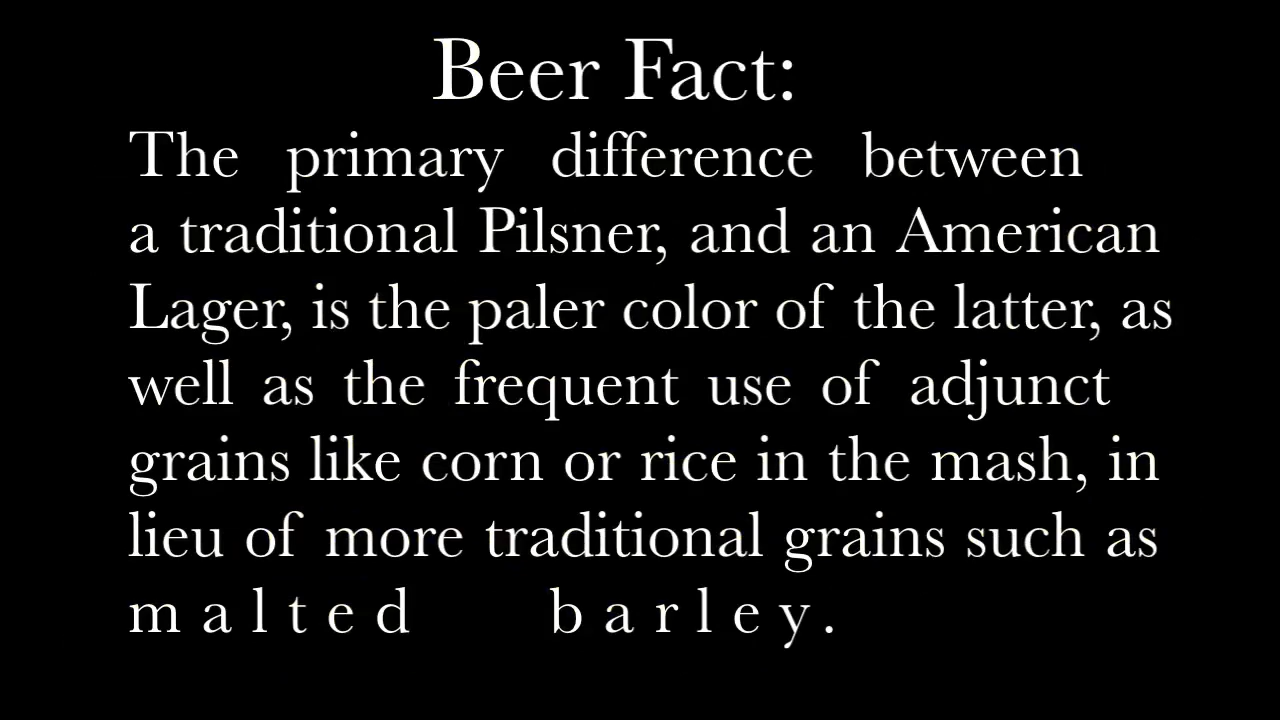 Beer Fact:
The primary difference between
a traditional Pilsner, and an American
Lager, is the paler color of the latter, as
well as the frequent use of adjunct
grains like corn or rice in the mash, in
lieu of more traditional grains such as
malted barley.